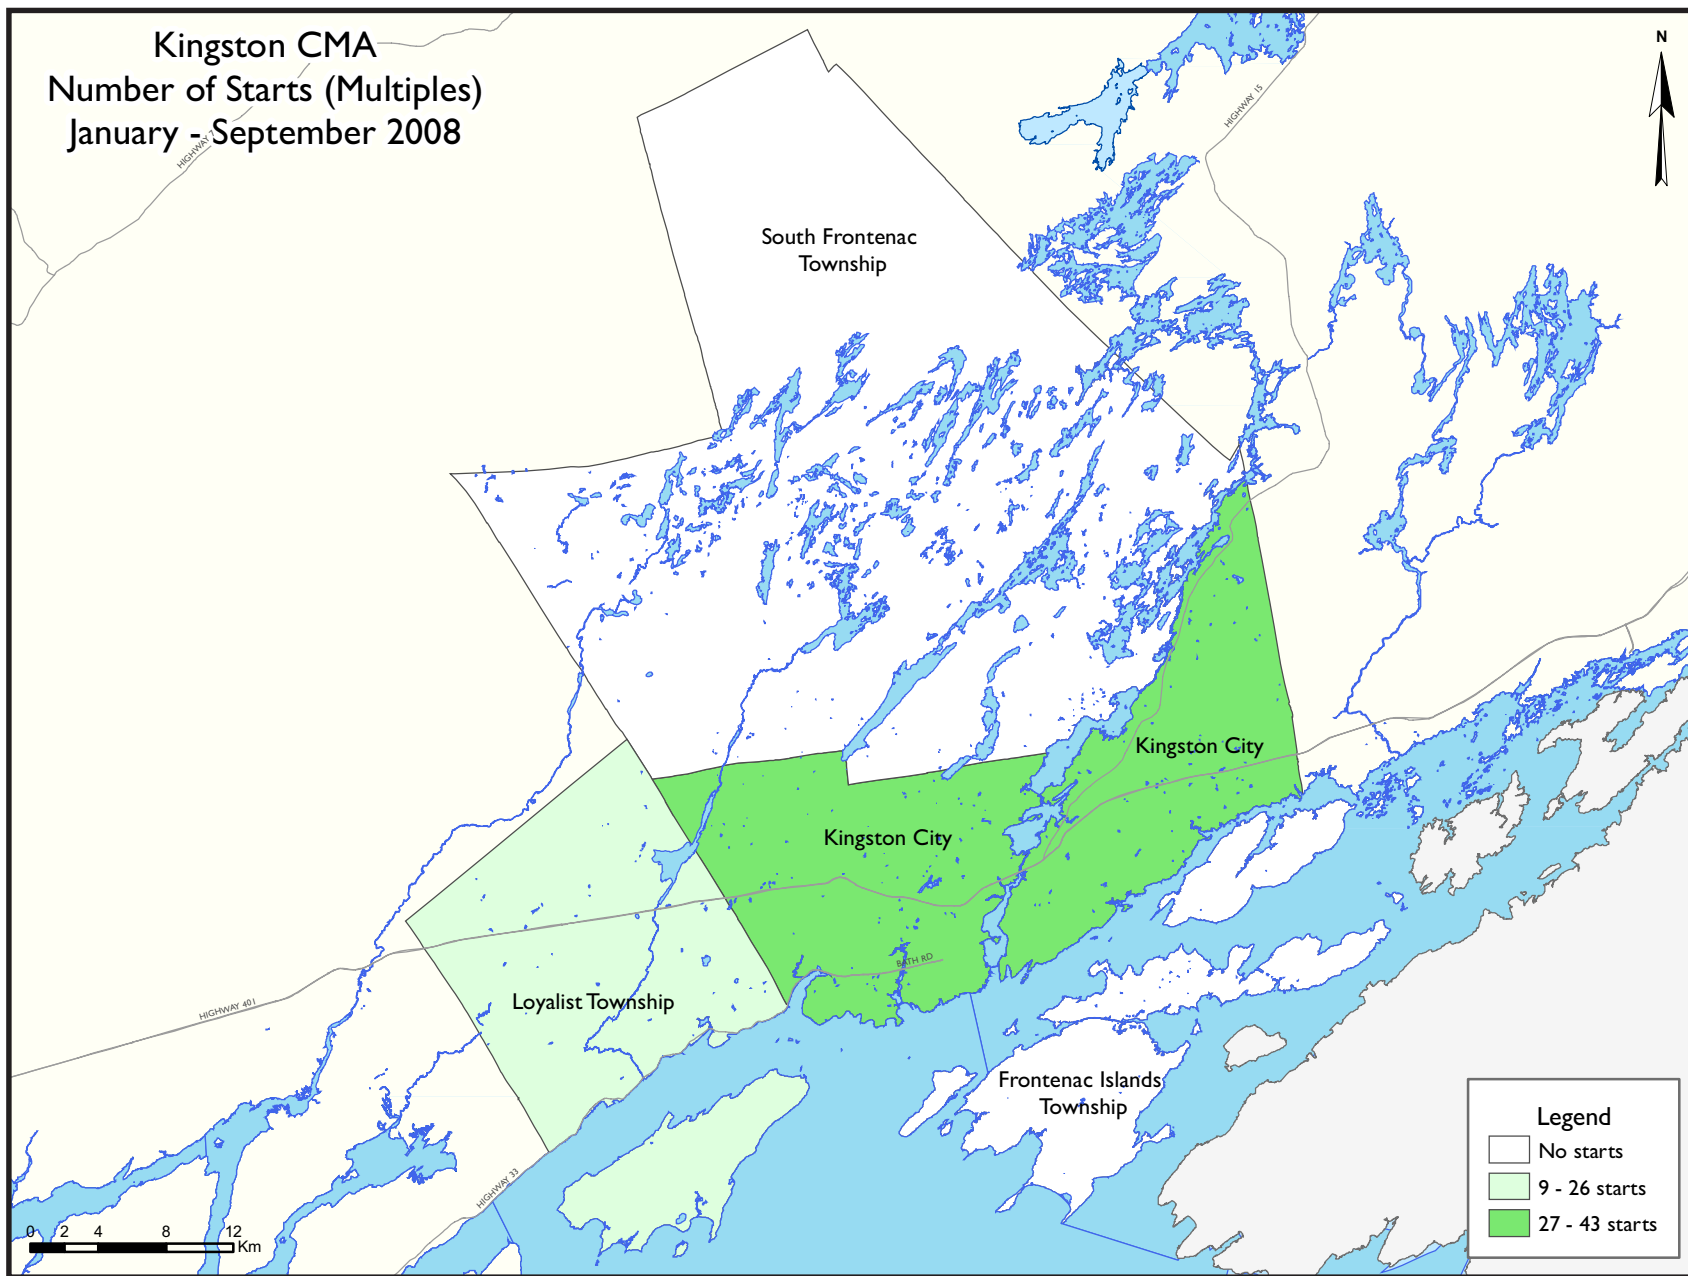 Kingston CMA
Number of Starts (Multiples)
January - September 2008
HIGHWAY 7
HIGHWAY 15
N
South Frontenac
Township
Kingston City
Kingston City
BATH RD
Loyalist Township
HIGHWAY 401
Frontenac Islands
Township
HIGHWAY 33
0 2 4 8 12
Km
Legend
No starts
9 - 26 starts
27 - 43 starts